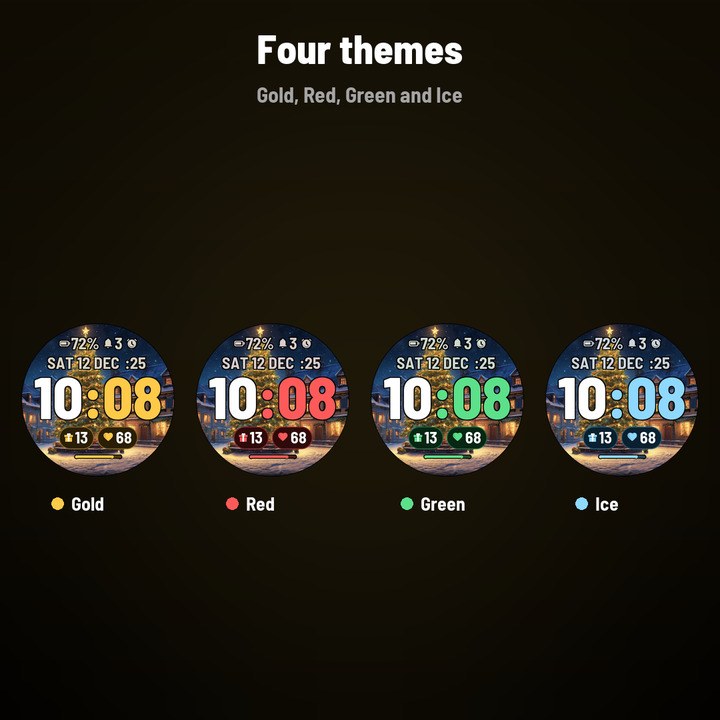 Four themes
Gold, Red, Green and Ice
72% 3
SAT 12 DEC :25
10:08
13 68
Gold
72% 3
SAT 12 DEC :25
10:08
13 68
Red
72% 3
SAT 12 DEC :25
10:08
13 68
Green
72% 3
SAT 12 DEC :25
10:08
13 68
Ice